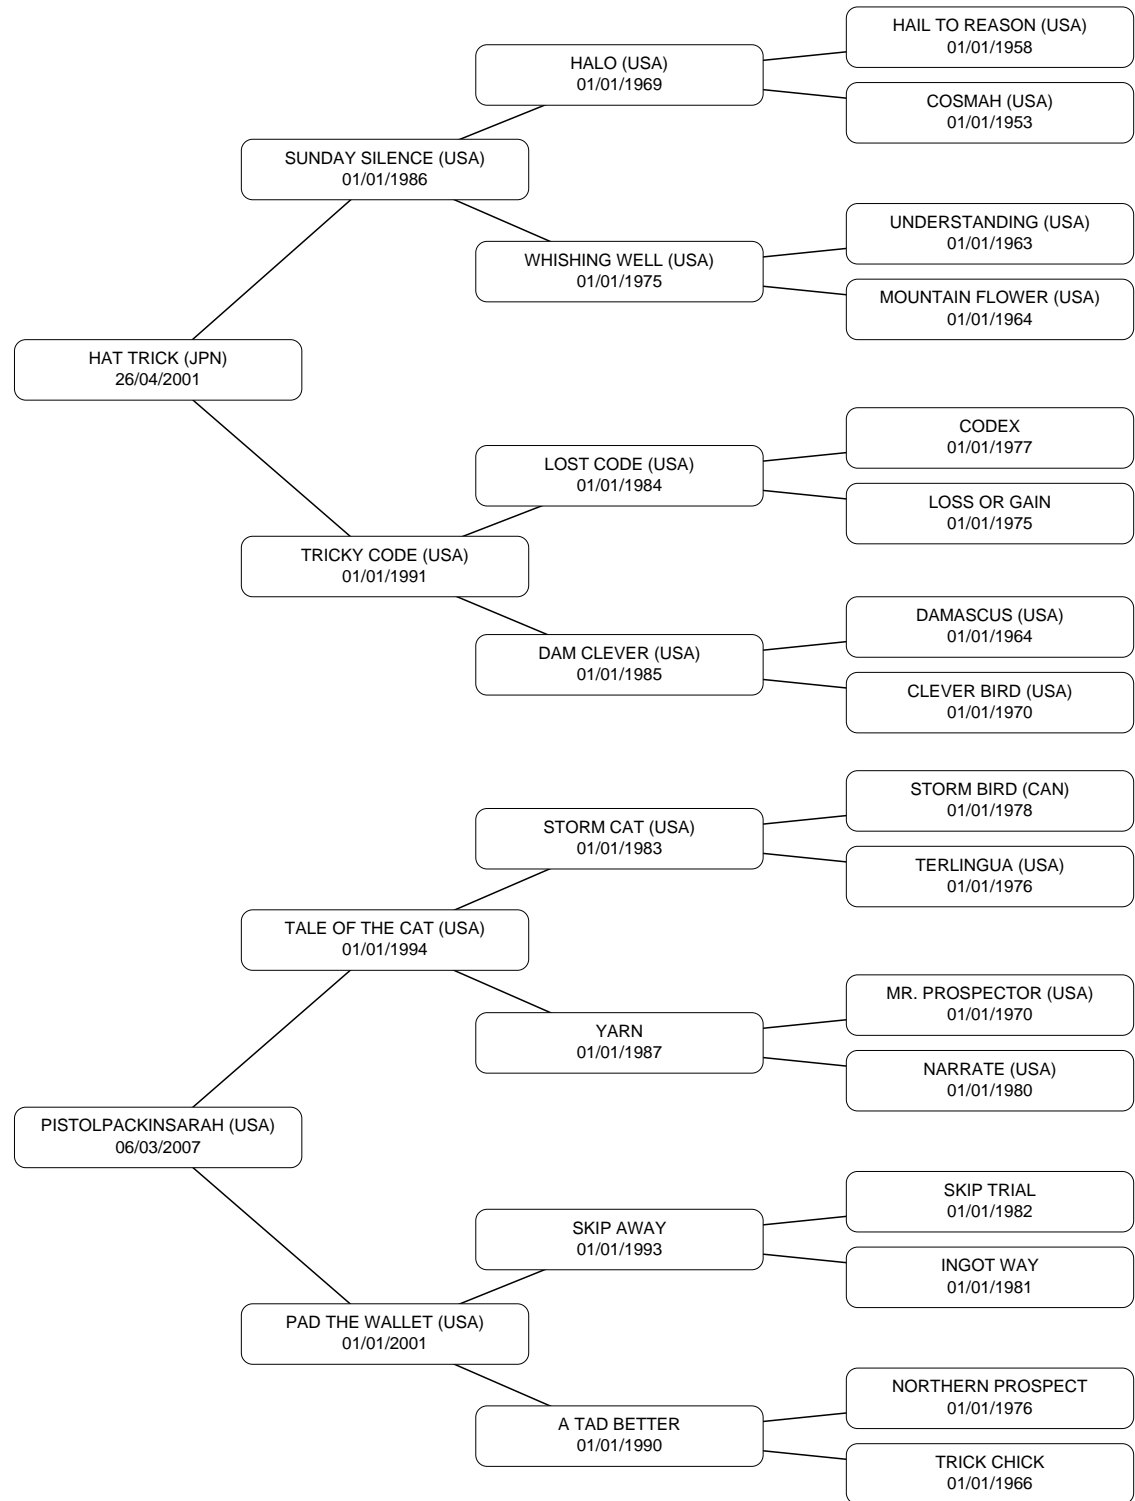 HAIL TO REASON (USA)
01/01/1958
HALO (USA)
01/01/1969
COSMAH (USA)
01/01/1953
SUNDAY SILENCE (USA)
01/01/1986
UNDERSTANDING (USA)
01/01/1963
WHISHING WELL (USA)
01/01/1975
MOUNTAIN FLOWER (USA)
01/01/1964
HAT TRICK (JPN)
26/04/2001
CODEX
01/01/1977
LOST CODE (USA)
01/01/1984
LOSS OR GAIN
01/01/1975
TRICKY CODE (USA)
01/01/1991
DAMASCUS (USA)
01/01/1964
DAM CLEVER (USA)
01/01/1985
CLEVER BIRD (USA)
01/01/1970
STORM BIRD (CAN)
01/01/1978
STORM CAT (USA)
01/01/1983
TERLINGUA (USA)
01/01/1976
TALE OF THE CAT (USA)
01/01/1994
MR. PROSPECTOR (USA)
01/01/1970
YARN
01/01/1987
NARRATE (USA)
01/01/1980
PISTOLPACKINSARAH (USA)
06/03/2007
SKIP TRIAL
01/01/1982
SKIP AWAY
01/01/1993
INGOT WAY
01/01/1981
PAD THE WALLET (USA)
01/01/2001
NORTHERN PROSPECT
01/01/1976
A TAD BETTER
01/01/1990
TRICK CHICK
01/01/1966